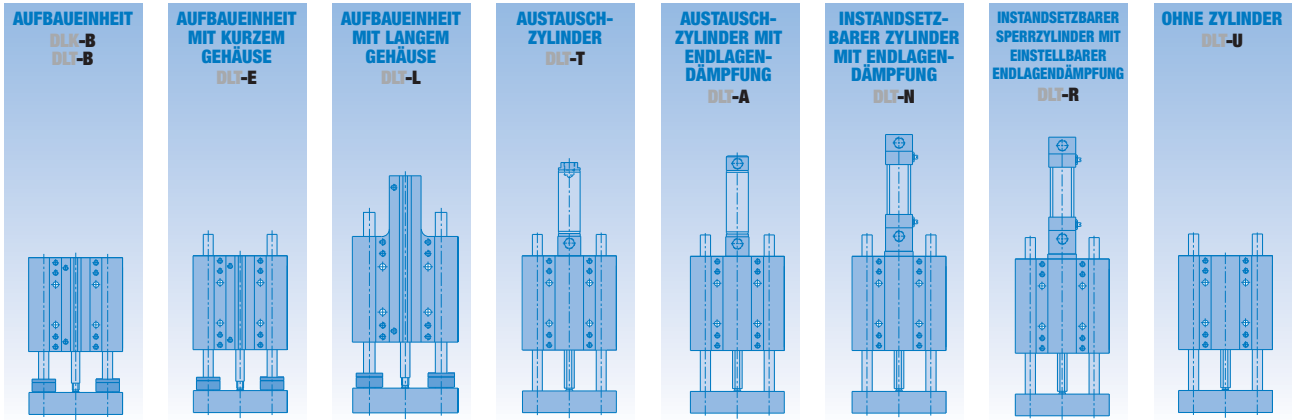 AUFBAUEINHEIT
DLK-B
DLT-B
AUFBAUEINHEIT
MIT KURZEM
GEHÄUSE
DLT-E
AUFBAUEINHEIT
MIT LANGEM
GEHÄUSE
DLT-L
AUSTAUSCH-
ZYLINDER
DLT-T
AUSTAUSCH-
ZYLINDER MIT
ENDLAGEN-
DÄMPFUNG
DLT-A
INSTANDSETZ-
BARER ZYLINDER
MIT ENDLAGEN-
DÄMPFUNG
DLT-N
INSTANDSETZBARER
SPERRZYLINDER MIT
EINSTELLBARER
ENDLAGENDÄMPFUNG
DLT-R
OHNE ZYLINDER
DLT-U